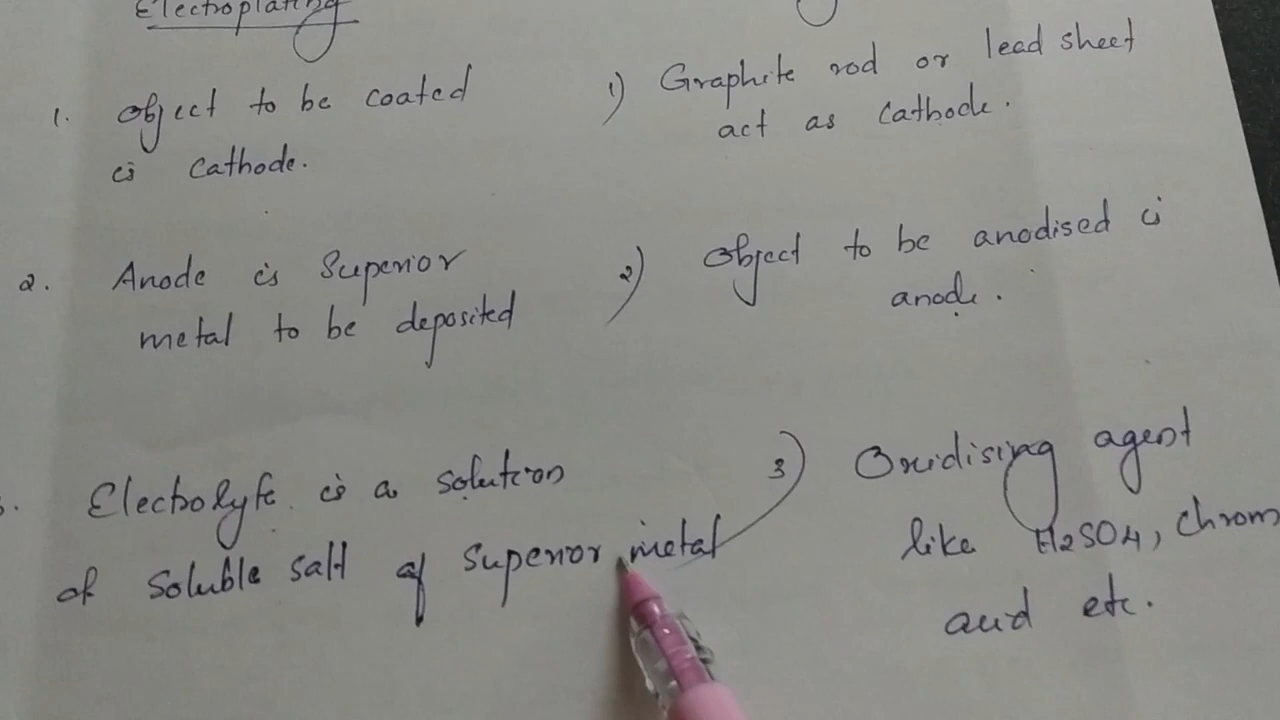 Electroplating
1. Object to be coated
is cathode.
1) Graphite rod or lead sheet
act as cathode.
2. Anode is Superior
metal to be deposited
2) Object to be anodised is
anode.
3. Electrolyte is a solution
of soluble salt of superior metal
3) Oxidising agent
like H2SO4, Chrom
acid etc.